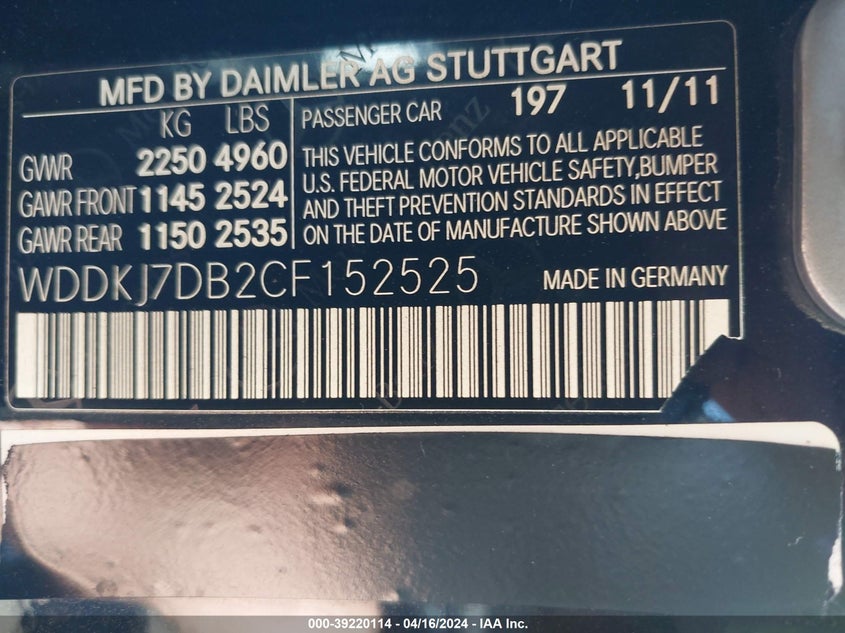 MFD BY DAIMLER AG STUTTGART
KG LBS
GVWR 2250 4960
GAWR FRONT 1145 2524
GAWR REAR 1150 2535
PASSENGER CAR 197 11/11
THIS VEHICLE CONFORMS TO ALL APPLICABLE
U.S. FEDERAL MOTOR VEHICLE SAFETY,BUMPER
AND THEFT PREVENTION STANDARDS IN EFFECT
ON THE DATE OF MANUFACTURE SHOWN ABOVE
WDDKJ7DB2CF152525 MADE IN GERMANY
000-39220114 - 04/16/2024 - IAA Inc.